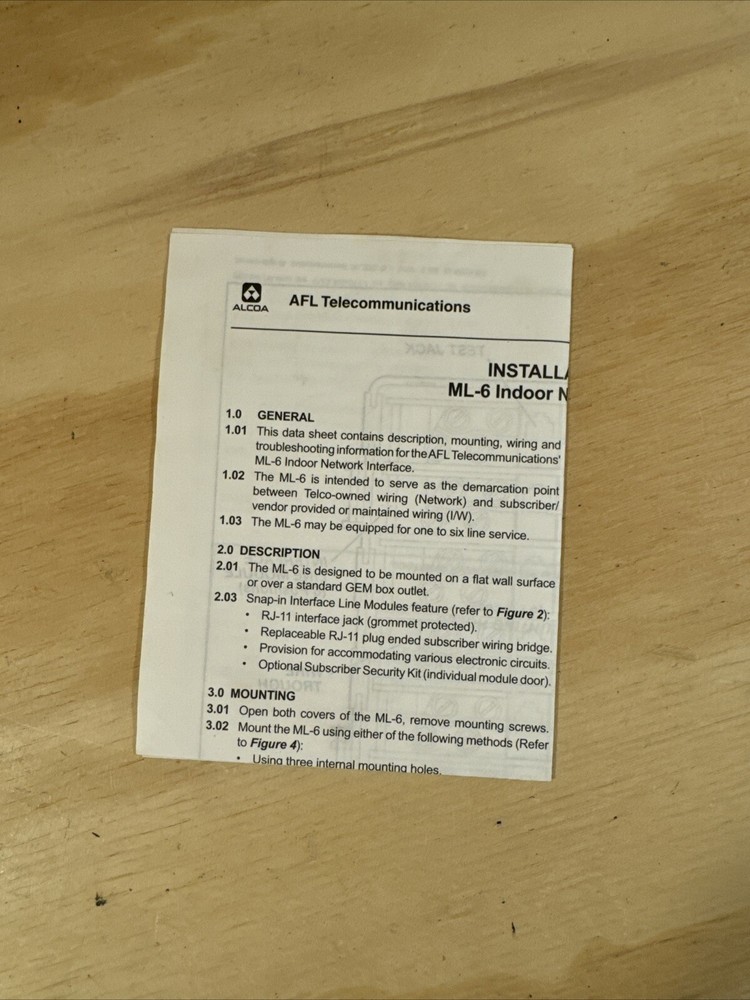 ALCOA
AFL Telecommunications
TEST JACK
INSTALLA
ML-6 Indoor N
1.0 GENERAL
1.01 This data sheet contains description, mounting, wiring and
troubleshooting information for the AFL Telecommunications'
ML-6 Indoor Network Interface.
1.02 The ML-6 is intended to serve as the demarcation point
between Telco-owned wiring (Network) and subscriber/
vendor provided or maintained wiring (I/W).
1.03 The ML-6 may be equipped for one to six line service.
2.0 DESCRIPTION
2.01 The ML-6 is designed to be mounted on a flat wall surface
or over a standard GEM box outlet.
2.03 Snap-in Interface Line Modules feature (refer to Figure 2):
• RJ-11 interface jack (grommet protected).
• Replaceable RJ-11 plug ended subscriber wiring bridge.
• Provision for accommodating various electronic circuits.
• Optional Subscriber Security Kit (individual module door).
WIRE
TROUGH
3.0 MOUNTING
3.01 Open both covers of the ML-6, remove mounting screws.
3.02 Mount the ML-6 using either of the following methods (Refer
to Figure 4):
• Using three internal mounting holes.